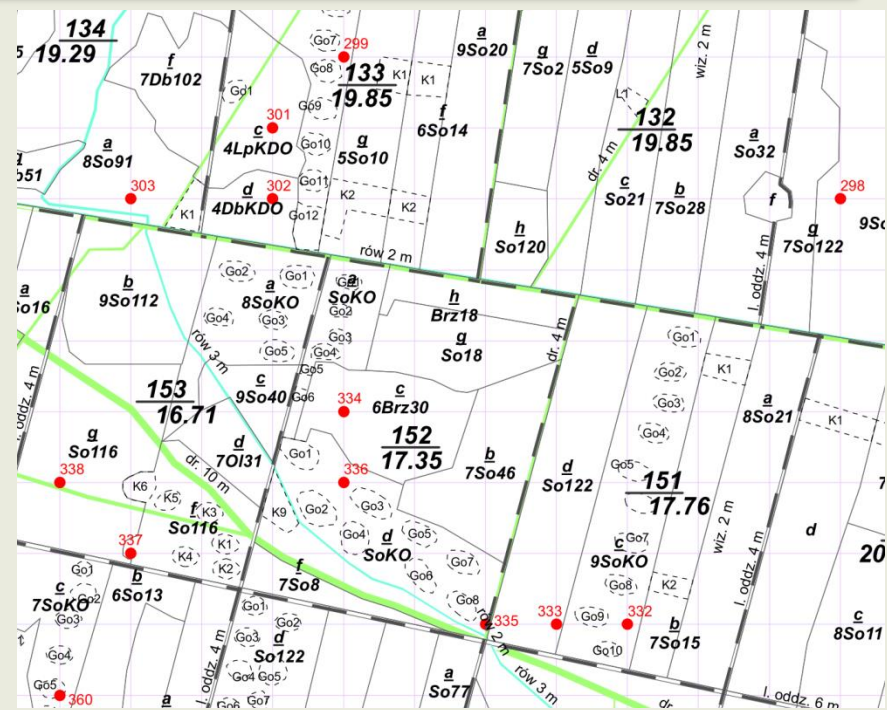 134
19.29
f
7Db102
Go7
299
Go8
133
19.85
K1
K1
a
9So20
g
7So2
d
5So9
wiz. 2 m
Go1
301
Go9
c
4LpKDO
Go10
f
6So14
g
5So10
132
19.85
a
So32
a
8So91
b51
303
Go11
302
d
4DbKDO
Go12
K1
K2
K2
dr. 4 m
c
So21
b
7So28
f
298
g
7So122
h
So120
rów 2 m
l. oddz. 4 m
a
So16
b
9So112
Go2
Go1
a
8SoKO
a
SoKO
Go2
h
Brz18
Go4
Go3
Go3
g
So18
rów 3 m
Go5
Go4
dr. 4 m
Go1
K1
Go2
l. oddz. 4 m
153
16.71
c
9So40
Go5
Go6
334
c
6Brz30
Go3
Go4
a
8So21
K1
g
So116
338
d
7Ol31
Go1
152
17.35
b
7So46
d
So122
Go5
151
17.76
dr. 10 m
336
K6
K5
K3
f
So116
K9
Go2
Go3
Go4
Go5
d
SoKO
wiz. 2 m
d
337
K4
K1
K2
Go7
Go6
Go7
c
9SoKO
20
Go1
c
7SoKO
Go2
Go3
b
6So13
f
7So8
Go8
Go8
K2
l. oddz. 4 m
Go1
Go2
335
333
Go9
332
b
7So15
c
8So11
Go4
Go3
d
So122
rów 2 m
Go10
Go5
360
Go4
Go5
a
l. oddz. 4 m
Go6
Go7
a
So77
rów 3 m
dr.
l. oddz. 6 m